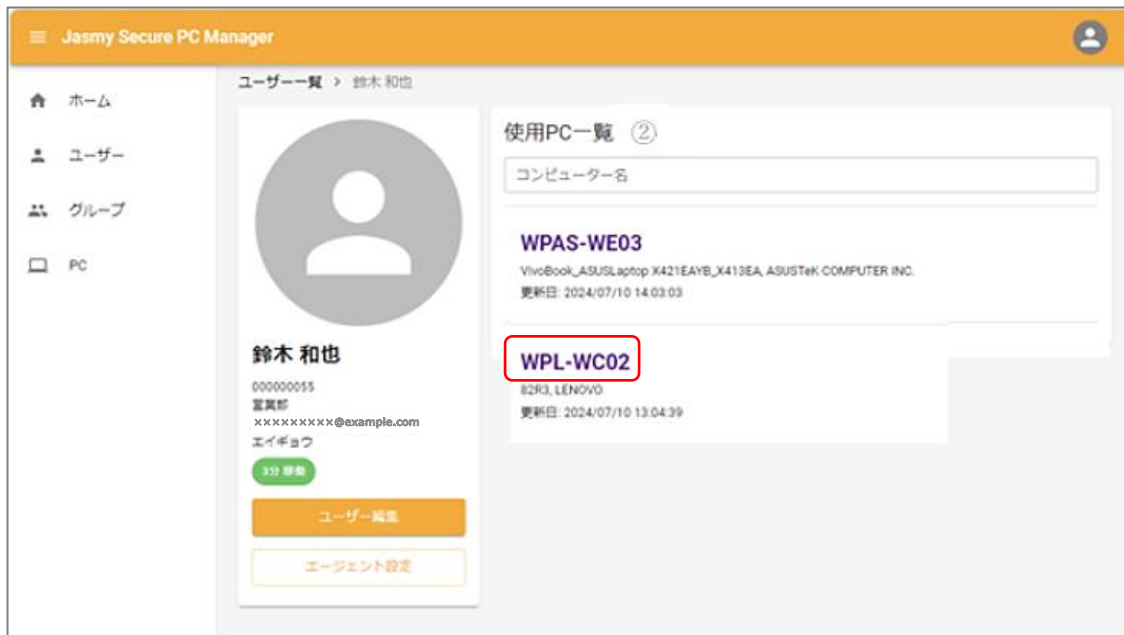 Jasmy Secure PC Manager
ホーム
ユーザー
グループ
PC
ユーザー一覧 > 鈴木 和也
鈴木 和也
000000055
営業部
×××××××××@example.com
エイギョウ
3分 稼働
ユーザー編集
エージェント設定
使用PC一覧 ②
コンピューター名
WPAS-WE03
VivoBook_ASUSLaptop X421EAYB_X413EA, ASUSTeK COMPUTER INC.
更新日: 2024/07/10 14:03:03
WPL-WC02
82R3, LENOVO
更新日: 2024/07/10 13:04:39